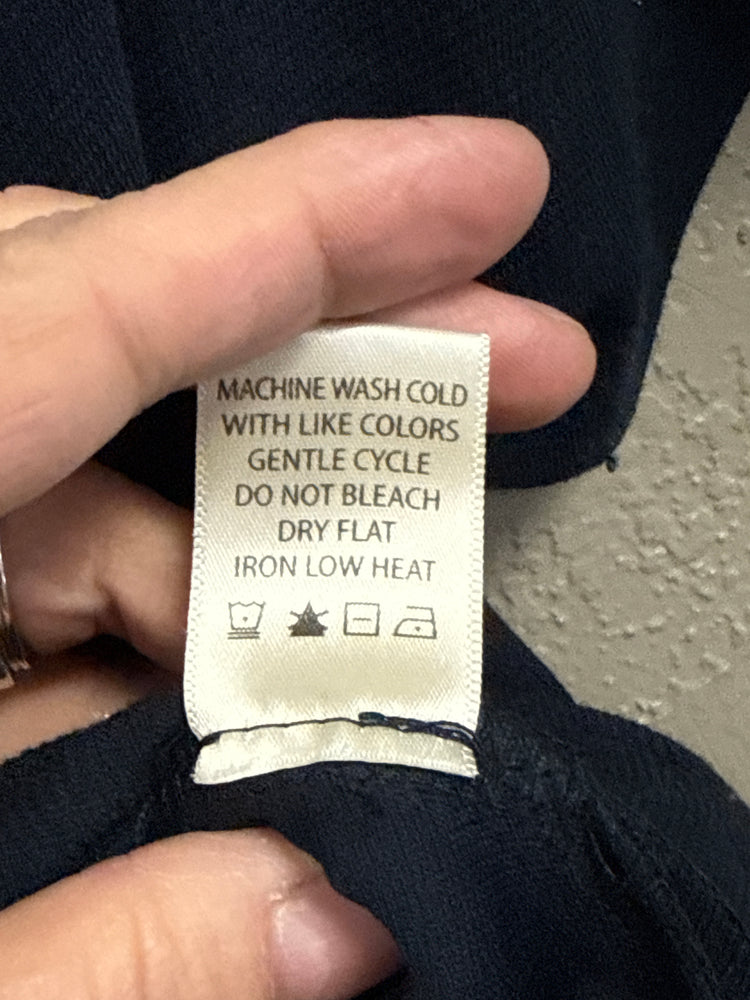 MACHINE WASH COLD
WITH LIKE COLORS
GENTLE CYCLE
DO NOT BLEACH
DRY FLAT
IRON LOW HEAT